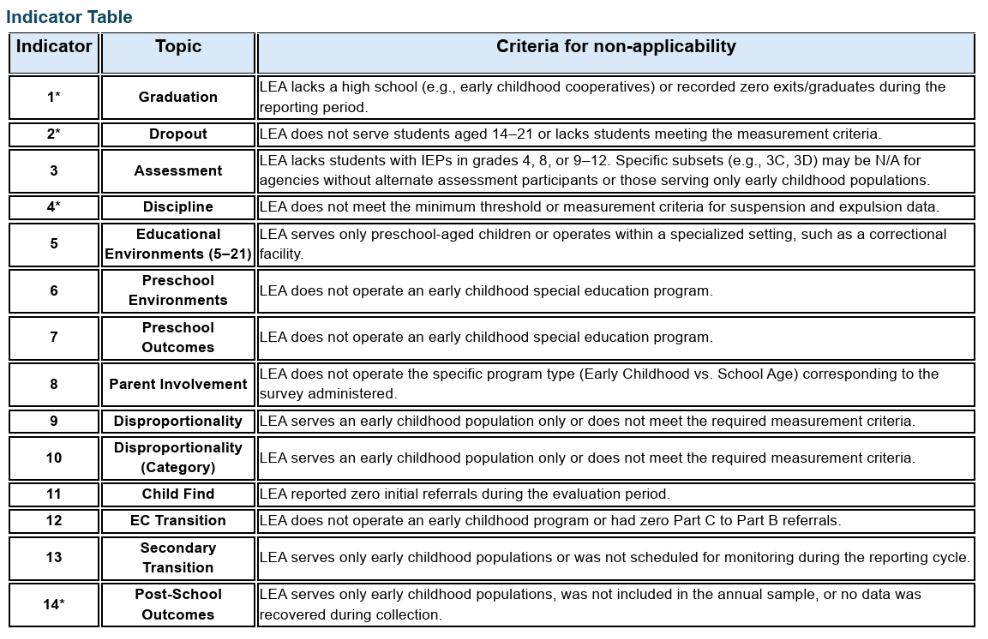 Indicator Table
Indicator Topic Criteria for non-applicability
1* Graduation LEA lacks a high school (e.g., early childhood cooperatives) or recorded zero exits/graduates during the
reporting period.
2* Dropout LEA does not serve students aged 14–21 or lacks students meeting the measurement criteria.
3 Assessment LEA lacks students with IEPs in grades 4, 8, or 9–12. Specific subsets (e.g., 3C, 3D) may be N/A for
agencies without alternate assessment participants or those serving only early childhood populations.
4* Discipline LEA does not meet the minimum threshold or measurement criteria for suspension and expulsion data.
5 Educational
Environments (5–21) LEA serves only preschool-aged children or operates within a specialized setting, such as a correctional
facility.
6 Preschool
Environments LEA does not operate an early childhood special education program.
7 Preschool
Outcomes LEA does not operate an early childhood special education program.
8 Parent Involvement LEA does not operate the specific program type (Early Childhood vs. School Age) corresponding to the
survey administered.
9 Disproportionality LEA serves an early childhood population only or does not meet the required measurement criteria.
10 Disproportionality
(Category) LEA serves an early childhood population only or does not meet the required measurement criteria.
11 Child Find LEA reported zero initial referrals during the evaluation period.
12 EC Transition LEA does not operate an early childhood program or had zero Part C to Part B referrals.
13 Secondary
Transition LEA serves only early childhood populations or was not scheduled for monitoring during the reporting cycle.
14* Post-School
Outcomes LEA serves only early childhood populations, was not included in the annual sample, or no data was
recovered during collection.